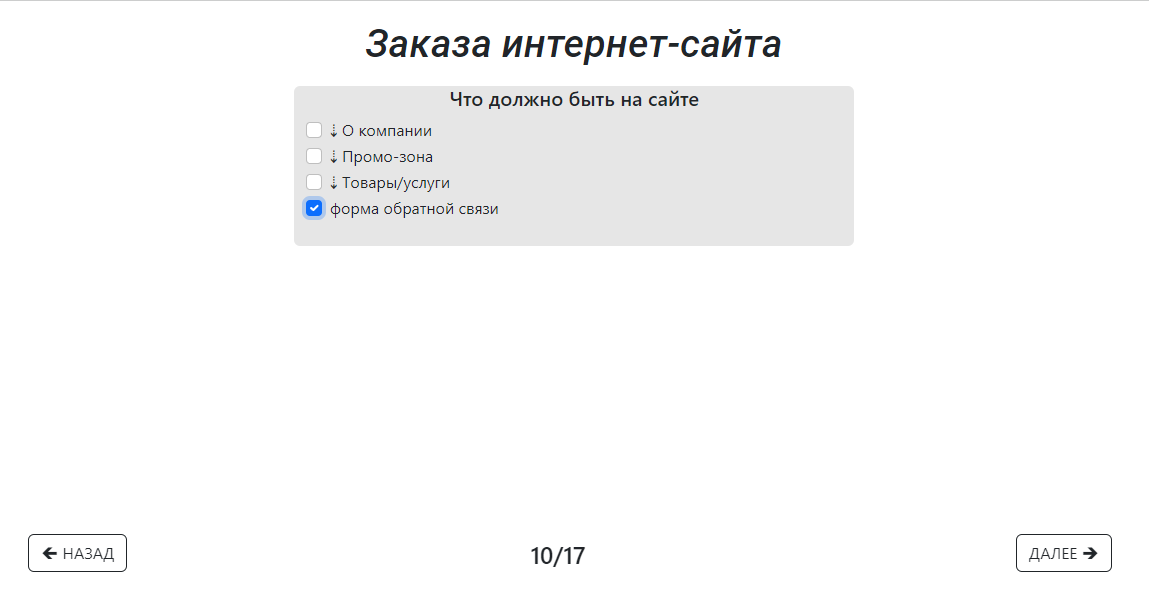 Заказа интернет-сайта
Что должно быть на сайте
⇣ О компании
⇣ Промо-зона
⇣ Товары/услуги
форма обратной связи
🡰 НАЗАД
10/17
ДАЛЕЕ 🡲